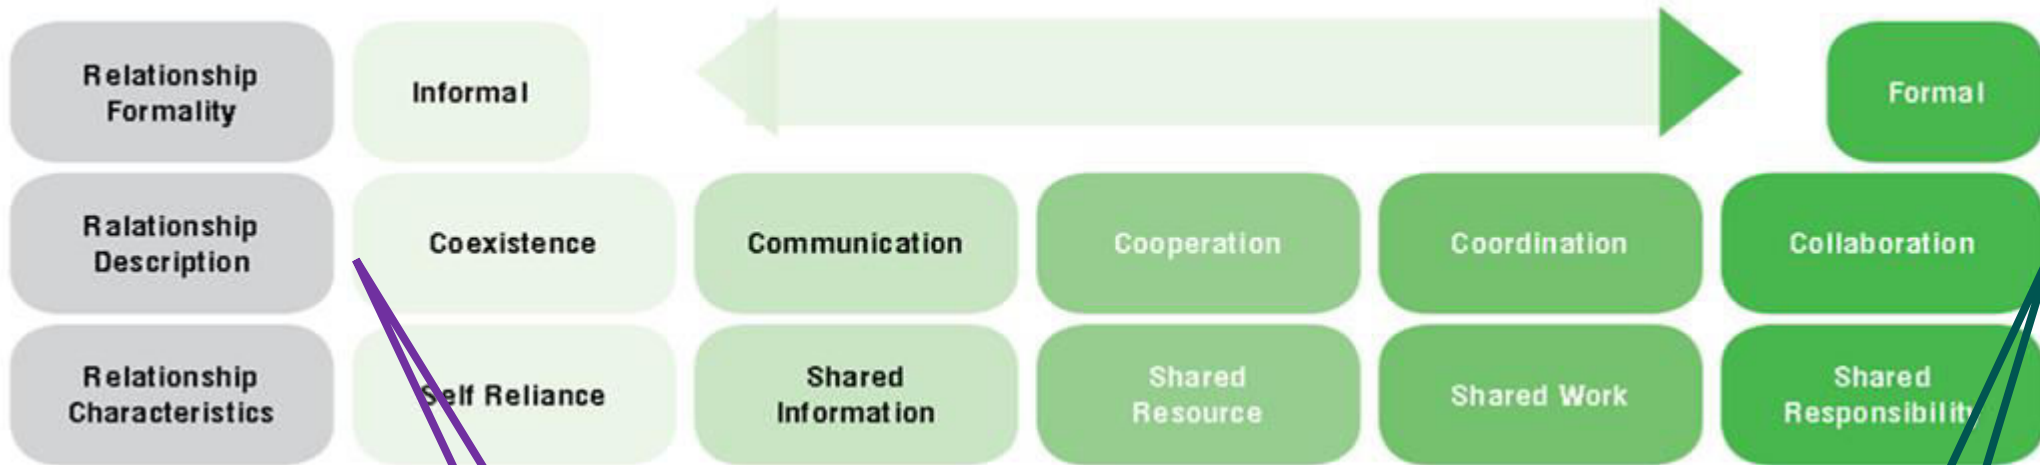 Relationship
Formality
Informal
Formal
Ralationship
Description
Coexistence
Communication
Cooperation
Coordination
Collaboration
Relationship
Characteristics
Self Reliance
Shared
Information
Shared
Resource
Shared Work
Shared
Responsibility